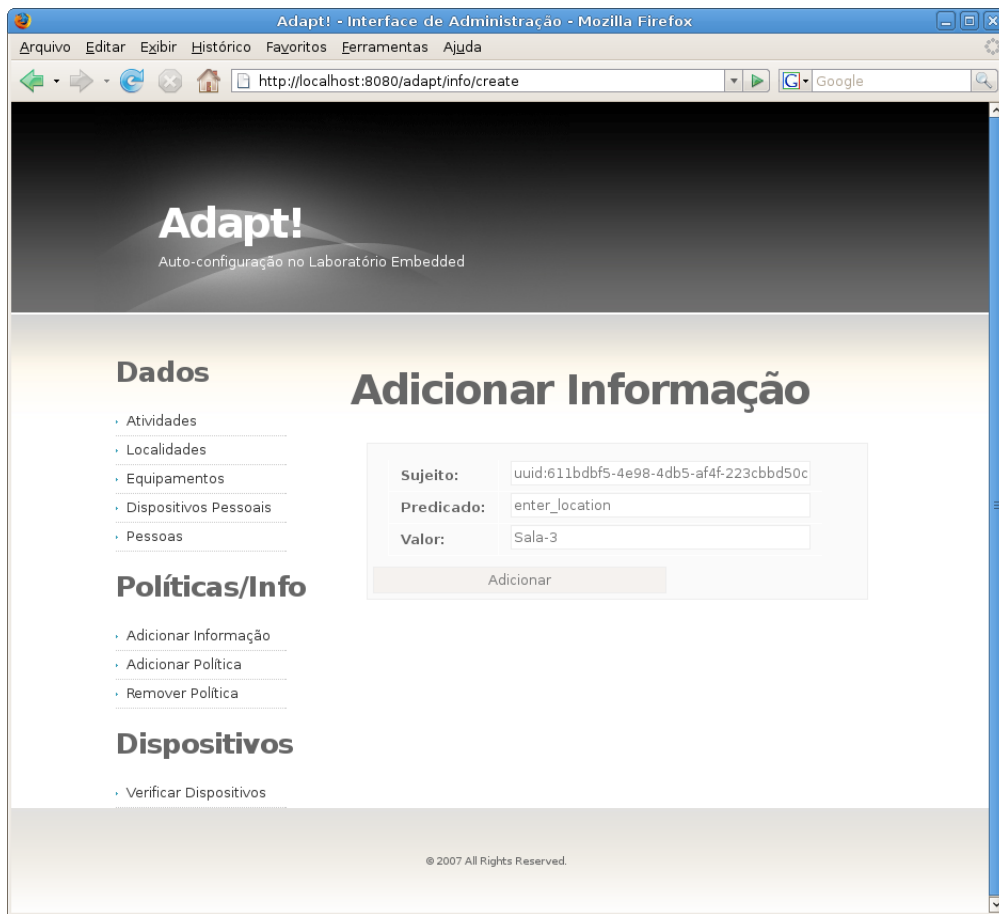 Adapt! - Interface de Administração - Mozilla Firefox
Arquivo Editar Exibir Histórico Favoritos Ferramentas Ajuda
http://localhost:8080/adapt/info/create
G Google
Adapt!
Auto-configuração no Laboratório Embedded
Dados
Atividades
Localidades
Equipamentos
Dispositivos Pessoais
Pessoas
Políticas/Info
Adicionar Informação
Adicionar Política
Remover Política
Dispositivos
Verificar Dispositivos
Adicionar Informação
Sujeito: uuid:611bdbf5-4e98-4db5-af4f-223cbbd50c
Predicado: enter_location
Valor: Sala-3
Adicionar
© 2007 All Rights Reserved.